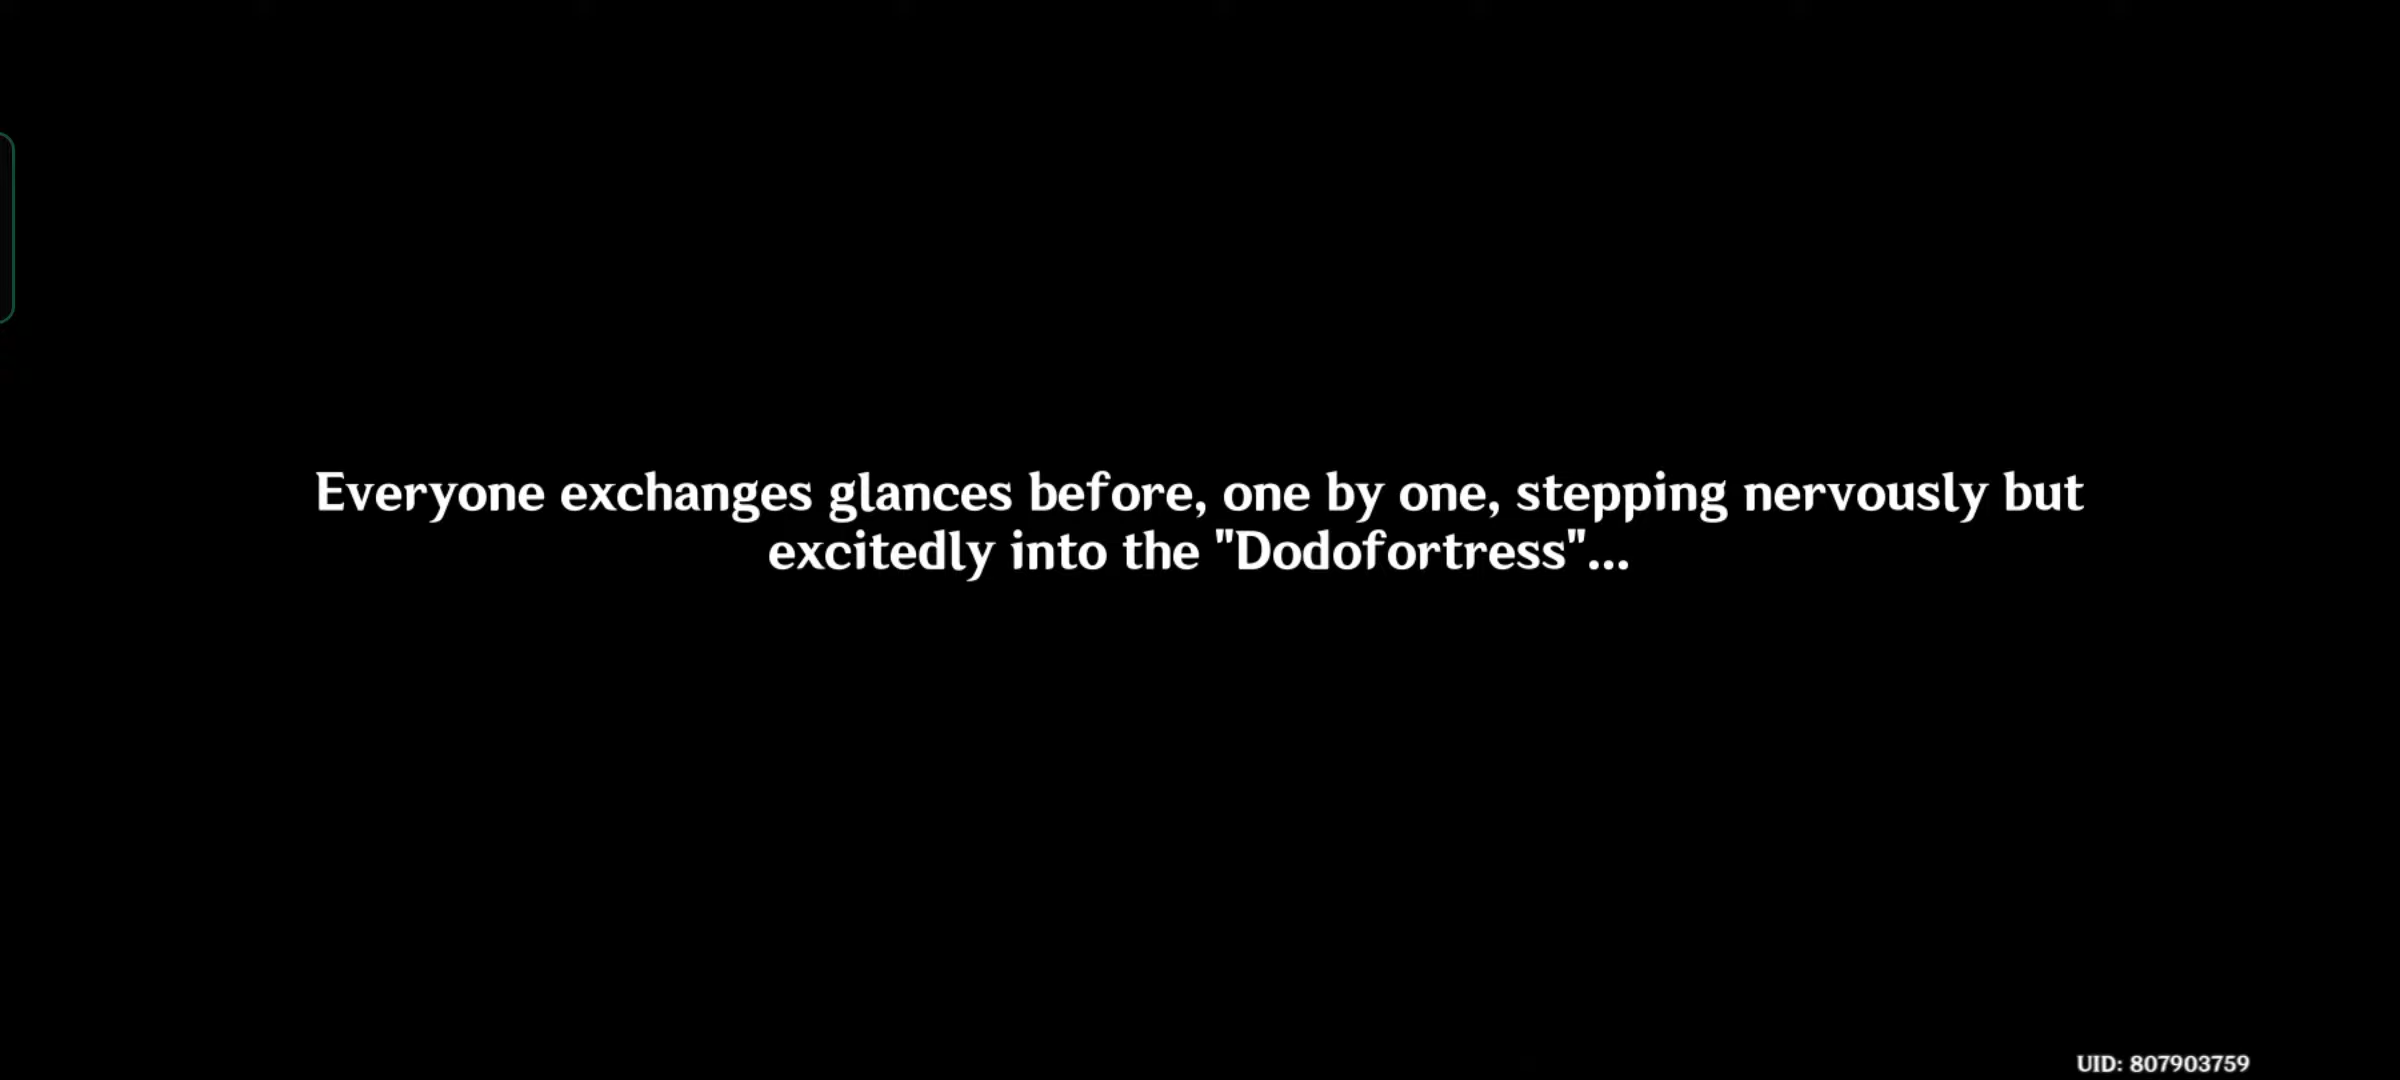 Everyone exchanges glances before, one by one, stepping nervously but
excitedly into the "Dodofortress"...
UID: 807903759